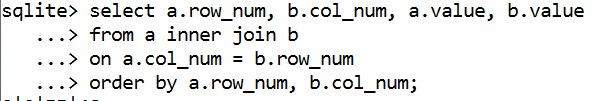 sqlite> select a.row_num, b.col_num, a.value, b.value
...> from a inner join b
...> on a.col_num = b.row_num
...> order by a.row_num, b.col_num;